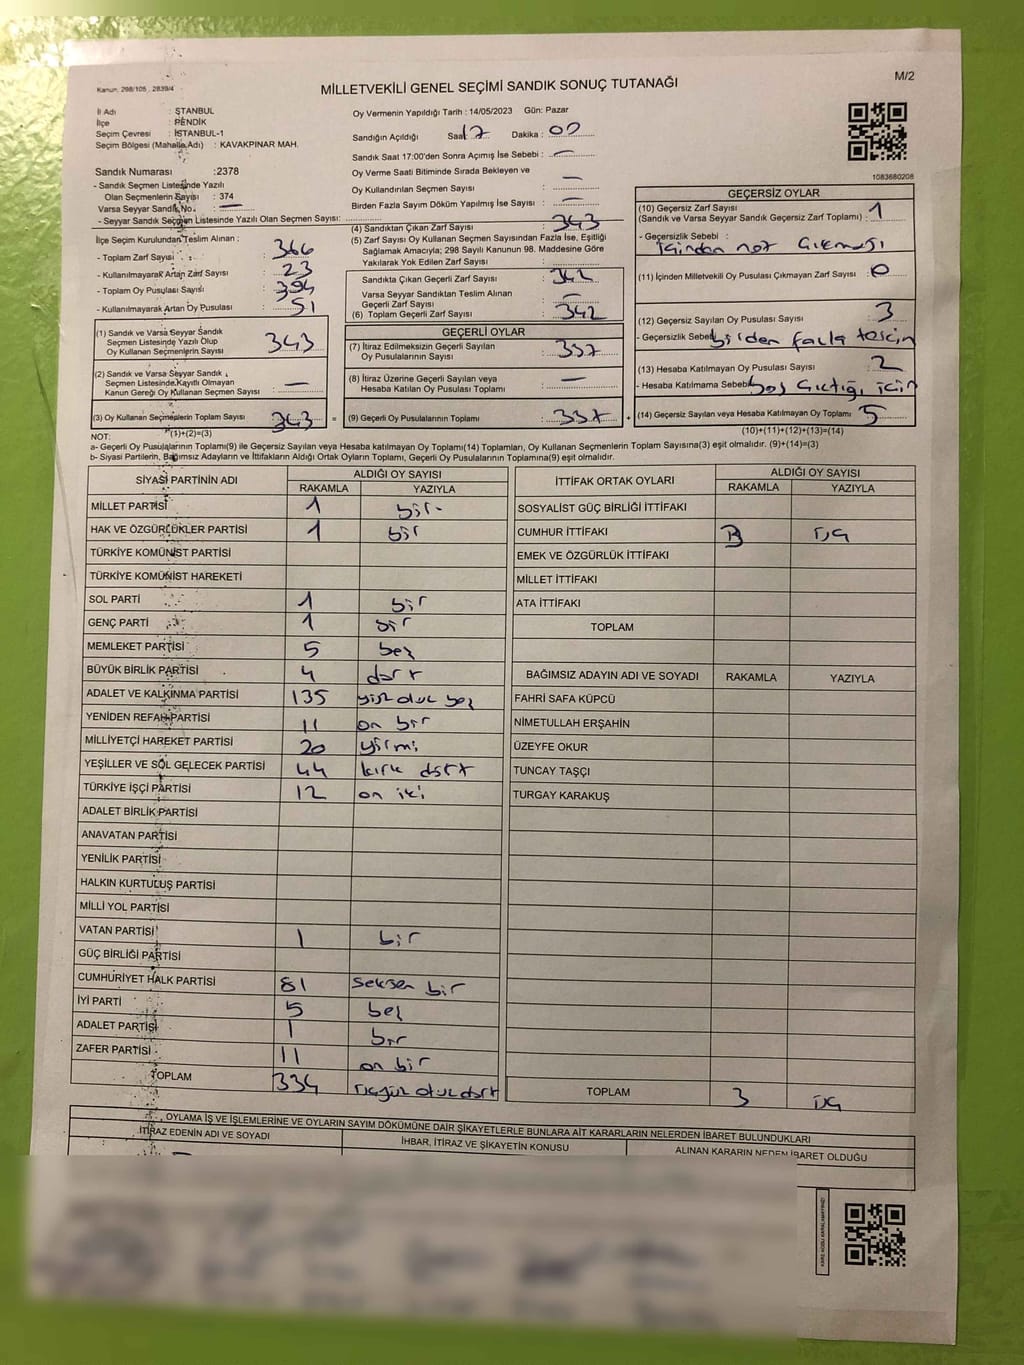 Kanun. 298/105 , 2839/4
MİLLETVEKİLİ GENEL SEÇİMİ SANDIK SONUÇ TUTANAĞI
M/2
İl Adı : STANBUL
İlçe : PENDİK
Seçim Çevresi : İSTANBUL-1
Seçim Bölgesi (Mahalle Adı) : KAVAKPINAR MAH.
Oy Vermenin Yapıldığı Tarih : 14/05/2023 Gün: Pazar
Sandığın Açıldığı Saat 17 Dakika : 00
Sandık Saat 17:00'den Sonra Açımış İse Sebebi : —
Oy Verme Saati Bitiminde Sırada Bekleyen ve
Oy Kullandırılan Seçmen Sayısı : —
Birden Fazla Sayım Döküm Yapılmış İse Sayısı : —
1083680208
Sandık Numarası :2378
- Sandık Seçmen Listesinde Yazılı
Olan Seçmenlerin Sayısı : 374
Varsa Seyyar Sandık No. : —
- Seyyar Sandık Seçmen Listesinde Yazılı Olan Seçmen Sayısı:
İlçe Seçim Kurulundan Teslim Alınan :
- Toplam Zarf Sayısı : 366
- Kullanılmayarak Artan Zarf Sayısı : 23
- Toplam Oy Pusulası Sayısı : 394
- Kullanılmayarak Artan Oy Pusulası : 51
(1) Sandık ve Varsa Seyyar Sandık
Seçmen Listesinde Yazılı Olup
Oy Kullanan Seçmenlerin Sayısı : 343
(2) Sandık ve Varsa Seyyar Sandık
Seçmen Listesinde Kayıtlı Olmayan
Kanun Gereği Oy Kullanan Seçmen Sayısı : —
(3) Oy Kullanan Seçmenlerin Toplam Sayısı : 343 =
(1)+(2)=(3)
(4) Sandıktan Çıkan Zarf Sayısı : 343
(5) Zarf Sayısı Oy Kullanan Seçmen Sayısından Fazla İse, Eşitliği
Sağlamak Amacıyla; 298 Sayılı Kanunun 98. Maddesine Göre
Yakılarak Yok Edilen Zarf Sayısı :
Sandıkta Çıkan Geçerli Zarf Sayısı : 342
Varsa Seyyar Sandıktan Teslim Alınan
Geçerli Zarf Sayısı : —
(6) Toplam Geçerli Zarf Sayısı : 342
GEÇERLİ OYLAR
(7) İtiraz Edilmeksizin Geçerli Sayılan
Oy Pusulalarının Sayısı : 337
(8) İtiraz Üzerine Geçerli Sayılan veya
Hesaba Katılan Oy Pusulası Toplamı : —
(9) Geçerli Oy Pusulalarının Toplamı : 337 +
GEÇERSİZ OYLAR
(10) Geçersiz Zarf Sayısı
(Sandık ve Varsa Seyyar Sandık Geçersiz Zarf Toplamı) : 1
- Geçersizlik Sebebi :
içinden not çıkması
(11) İçinden Milletvekili Oy Pusulası Çıkmayan Zarf Sayısı : 0
(12) Geçersiz Sayılan Oy Pusulası Sayısı : 3
- Geçersizlik Sebebi birden fazla tercih
(13) Hesaba Katılmayan Oy Pusulası Sayısı : 2
- Hesaba Katılmama Sebebi boş çıktığı için
(14) Geçersiz Sayılan veya Hesaba Katılmayan Oy Toplamı : 5
(10)+(11)+(12)+(13)=(14)
NOT:
a- Geçerli Oy Pusulalarının Toplamı(9) ile Geçersiz Sayılan veya Hesaba katılmayan Oy Toplamı(14) Toplamları, Oy Kullanan Seçmenlerin Toplam Sayısına(3) eşit olmalıdır. (9)+(14)=(3)
b- Siyasi Partilerin, Bağımsız Adayların ve İttifakların Aldığı Ortak Oyların Toplamı, Geçerli Oy Pusulalarının Toplamına(9) eşit olmalıdır.
SİYASİ PARTİNİN ADI ALDIĞI OY SAYISI
RAKAMLA YAZIYLA
MİLLET PARTİSİ 1 bir
HAK VE ÖZGÜRLÜKLER PARTİSİ 1 bir
TÜRKİYE KOMÜNİST PARTİSİ
TÜRKİYE KOMÜNİST HAREKETİ
SOL PARTİ 1 bir
GENÇ PARTİ 1 bir
MEMLEKET PARTİSİ 5 beş
BÜYÜK BİRLİK PARTİSİ 4 dört
ADALET VE KALKINMA PARTİSİ 135 yüz otuz beş
YENİDEN REFAH PARTİSİ 11 on bir
MİLLİYETÇİ HAREKET PARTİSİ 20 yirmi
YEŞİLLER VE SOL GELECEK PARTİSİ 44 kırk dört
TÜRKİYE İŞÇİ PARTİSİ 12 on iki
ADALET BİRLİK PARTİSİ
ANAVATAN PARTİSİ
YENİLİK PARTİSİ
HALKIN KURTULUŞ PARTİSİ
MİLLİ YOL PARTİSİ
VATAN PARTİSİ 1 bir
GÜÇ BİRLİĞİ PARTİSİ
CUMHURİYET HALK PARTİSİ 81 seksen bir
İYİ PARTİ 5 beş
ADALET PARTİSİ 1 bir
ZAFER PARTİSİ 11 on bir
TOPLAM 334 üçyüz otuz dört
İTTİFAK ORTAK OYLARI ALDIĞI OY SAYISI
RAKAMLA YAZIYLA
SOSYALİST GÜÇ BİRLİĞİ İTTİFAKI
CUMHUR İTTİFAKI 3 üç
EMEK VE ÖZGÜRLÜK İTTİFAKI
MİLLET İTTİFAKI
ATA İTTİFAKI
TOPLAM
BAĞIMSIZ ADAYIN ADI VE SOYADI RAKAMLA YAZIYLA
FAHRİ SAFA KÜPCÜ
NİMETULLAH ERŞAHİN
ÜZEYFE OKUR
TUNCAY TAŞÇI
TURGAY KARAKUŞ
TOPLAM 3 üç
OYLAMA İŞ VE İŞLEMLERİNE VE OYLARIN SAYIM DÖKÜMÜNE DAİR ŞİKAYETLERLE BUNLARA AİT KARARLARIN NELERDEN İBARET BULUNDUKLARI
İTİRAZ EDENİN ADI VE SOYADI İHBAR, İTİRAZ VE ŞİKAYETİN KONUSU ALINAN KARARIN NEDEN İBARET OLDUĞU